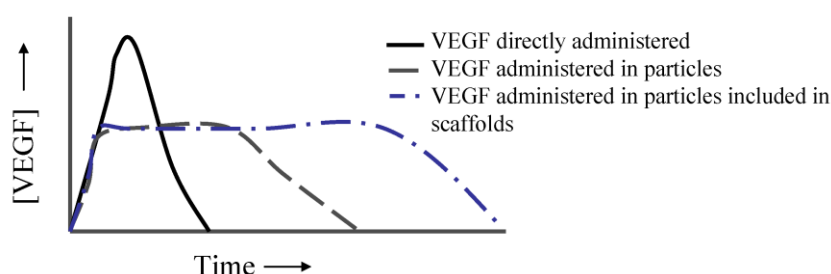 VEGF directly administered
VEGF administered in particles
VEGF administered in particles included in
scaffolds
[VEGF]
Time